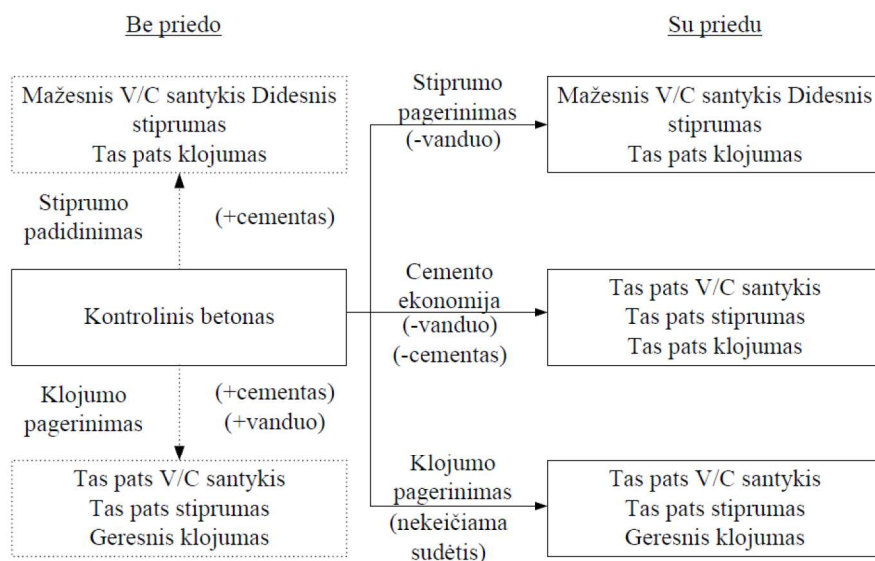 Be priedo
Su priedu
Mažesnis V/C santykis Didesnis
stiprumas
Tas pats klojumas
Stiprumo
pagerinimas
(-vanduo)
Mažesnis V/C santykis Didesnis
stiprumas
Tas pats klojumas
Stiprumo
padidinimas
(+cementas)
Kontrolinis betonas
Cemento
ekonomija
(-vanduo)
(-cementas)
Tas pats V/C santykis
Tas pats stiprumas
Tas pats klojumas
Klojumo
pagerinimas
(+cementas)
(+vanduo)
Tas pats V/C santykis
Tas pats stiprumas
Geresnis klojumas
Klojumo
pagerinimas
(nekeičiama
sudėtis)
Tas pats V/C santykis
Tas pats stiprumas
Geresnis klojumas